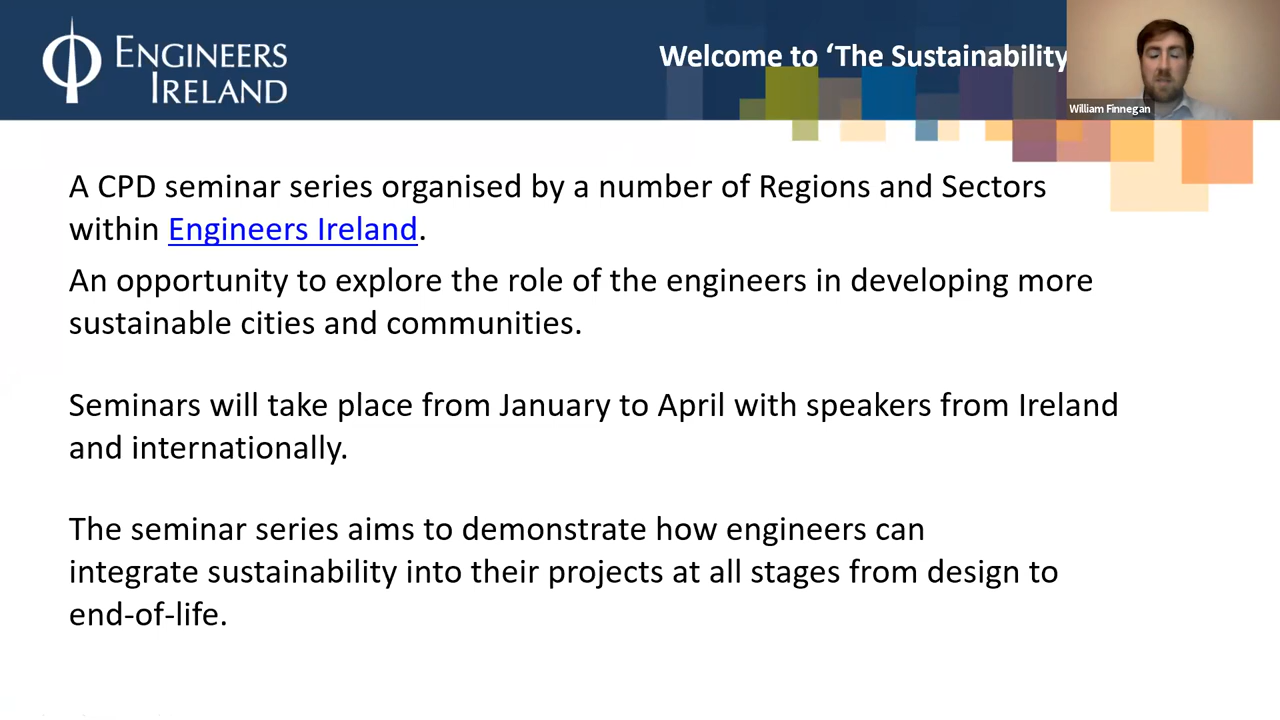 ENGINEERS
IRELAND
Welcome to ‘The Sustainability
William Finnegan
A CPD seminar series organised by a number of Regions and Sectors
within Engineers Ireland.
An opportunity to explore the role of the engineers in developing more
sustainable cities and communities.
Seminars will take place from January to April with speakers from Ireland
and internationally.
The seminar series aims to demonstrate how engineers can
integrate sustainability into their projects at all stages from design to
end-of-life.